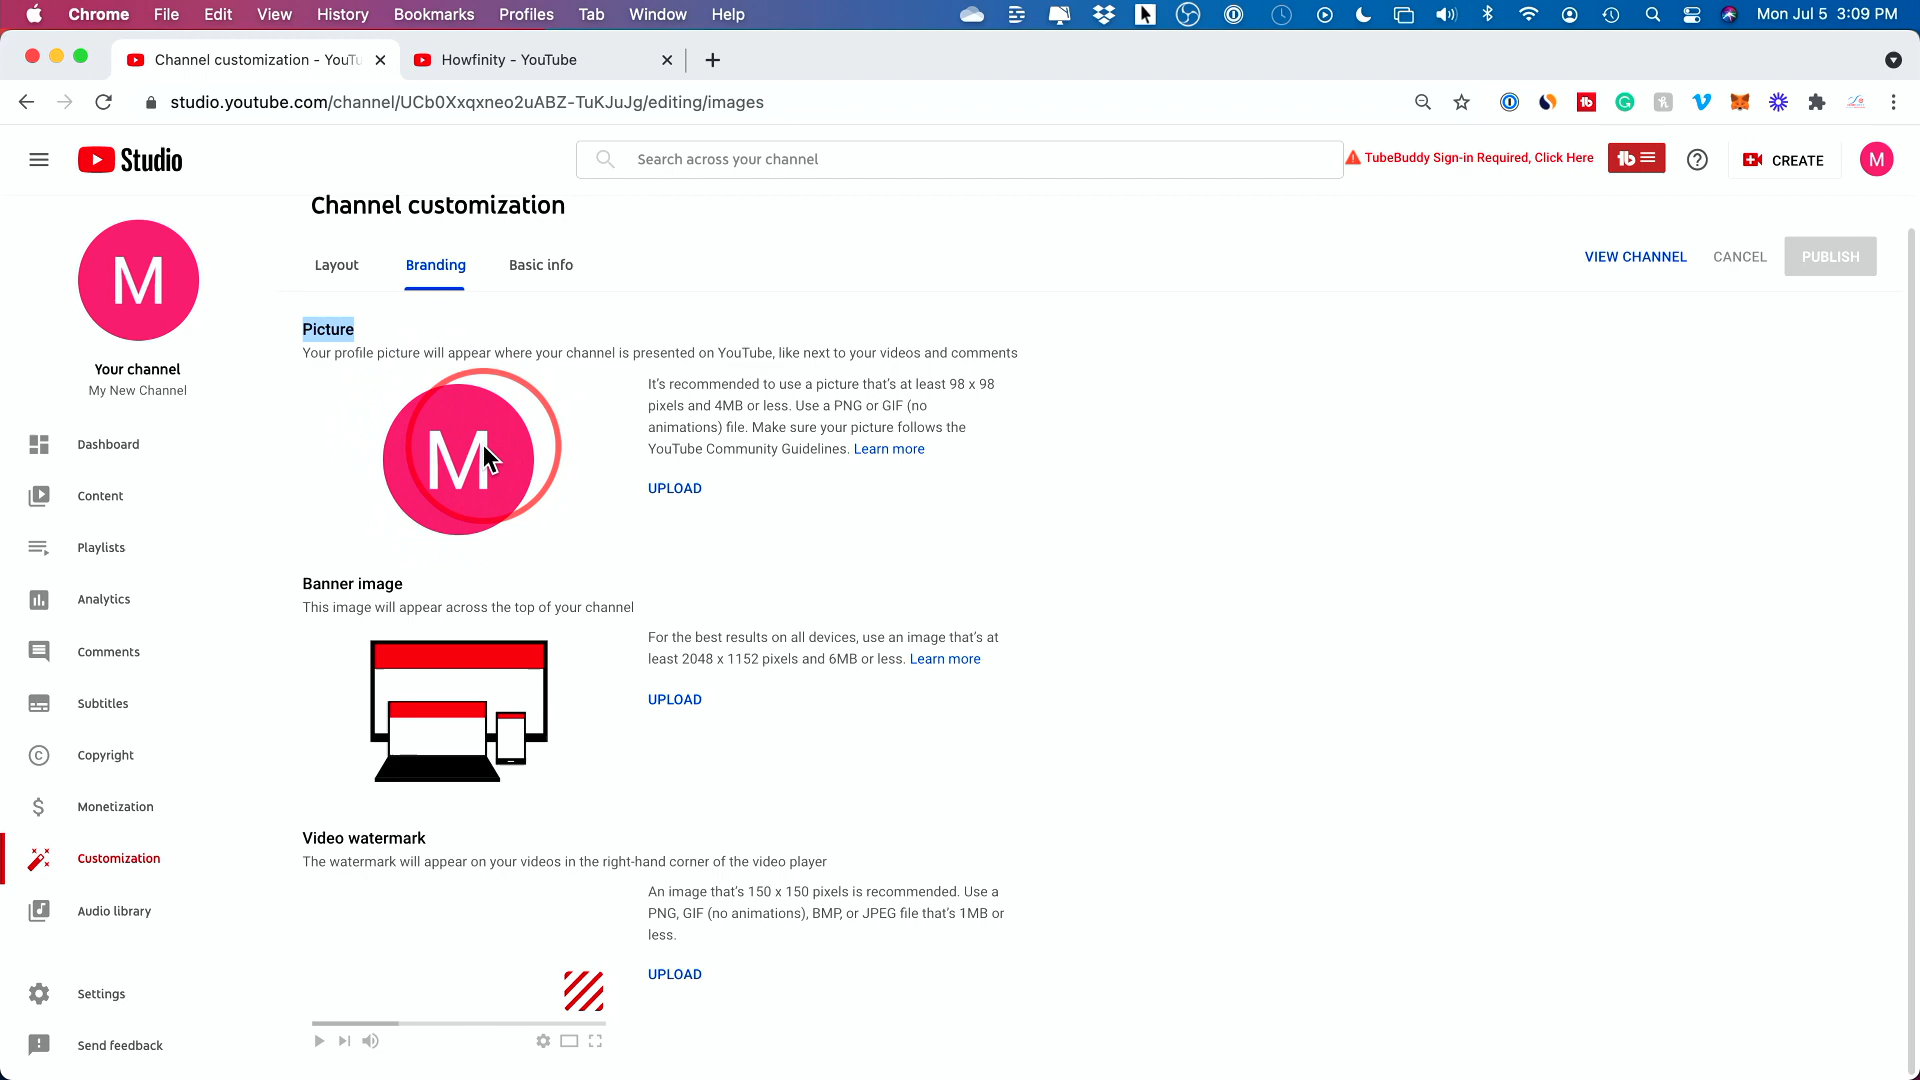 Chrome File Edit View History Bookmarks Profiles Tab Window Help Mon Jul 5 3:09 PM
Channel customization - YouTu Howfinity - YouTube
studio.youtube.com/channel/UCb0Xxqxneo2uABZ-TuKJuJg/editing/images
Studio Search across your channel TubeBuddy Sign-in Required, Click Here tb CREATE M
Channel customization
Layout Branding Basic info VIEW CHANNEL CANCEL PUBLISH
M
Your channel
My New Channel
Dashboard
Content
Playlists
Analytics
Comments
Subtitles
Copyright
Monetization
Customization
Audio library
Settings
Send feedback
Picture
Your profile picture will appear where your channel is presented on YouTube, like next to your videos and comments
M
It's recommended to use a picture that's at least 98 x 98
pixels and 4MB or less. Use a PNG or GIF (no
animations) file. Make sure your picture follows the
YouTube Community Guidelines. Learn more
UPLOAD
Banner image
This image will appear across the top of your channel
For the best results on all devices, use an image that's at
least 2048 x 1152 pixels and 6MB or less. Learn more
UPLOAD
Video watermark
The watermark will appear on your videos in the right-hand corner of the video player
An image that's 150 x 150 pixels is recommended. Use a
PNG, GIF (no animations), BMP, or JPEG file that's 1MB or
less.
UPLOAD